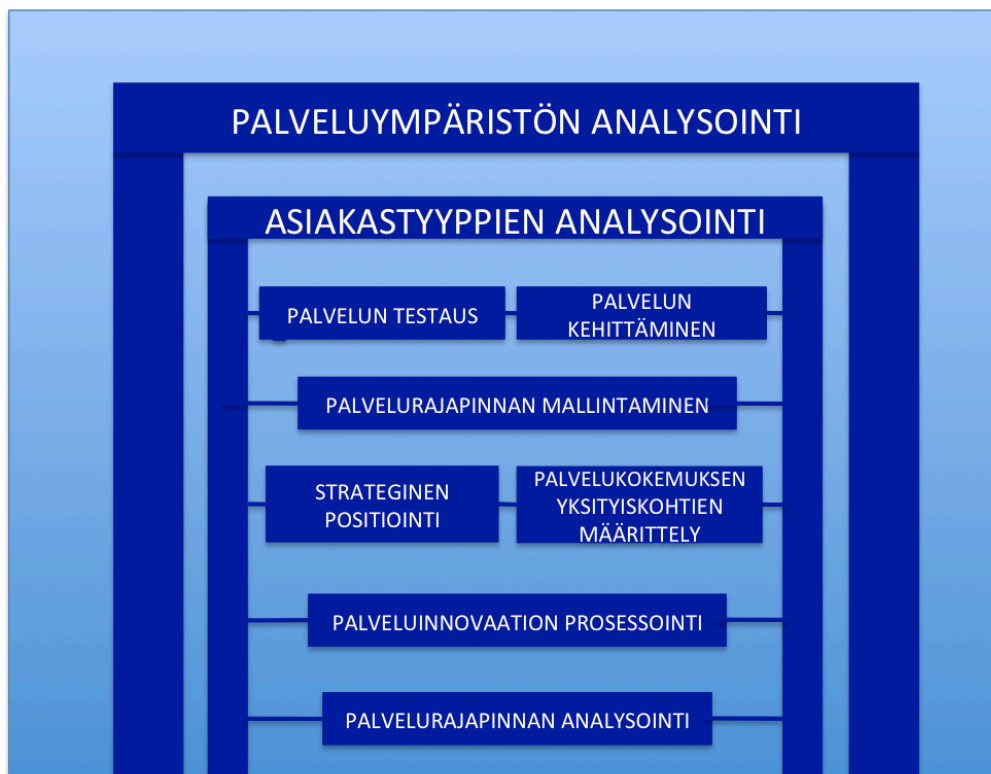 PALVELUYMPÄRISTÖN ANALYSOINTI
ASIAKASTYYPPIEN ANALYSOINTI
PALVELUN TESTAUS
PALVELUN
KEHITTÄMINEN
PALVELURAJAPINNAN MALLINTAMINEN
STRATEGINEN
POSITIOINTI
PALVELUKOKEMUKSEN
YKSITYISKOHTIEN
MÄÄRITTELY
PALVELUINNOVAATION PROSESSOINTI
PALVELURAJAPINNAN ANALYSOINTI